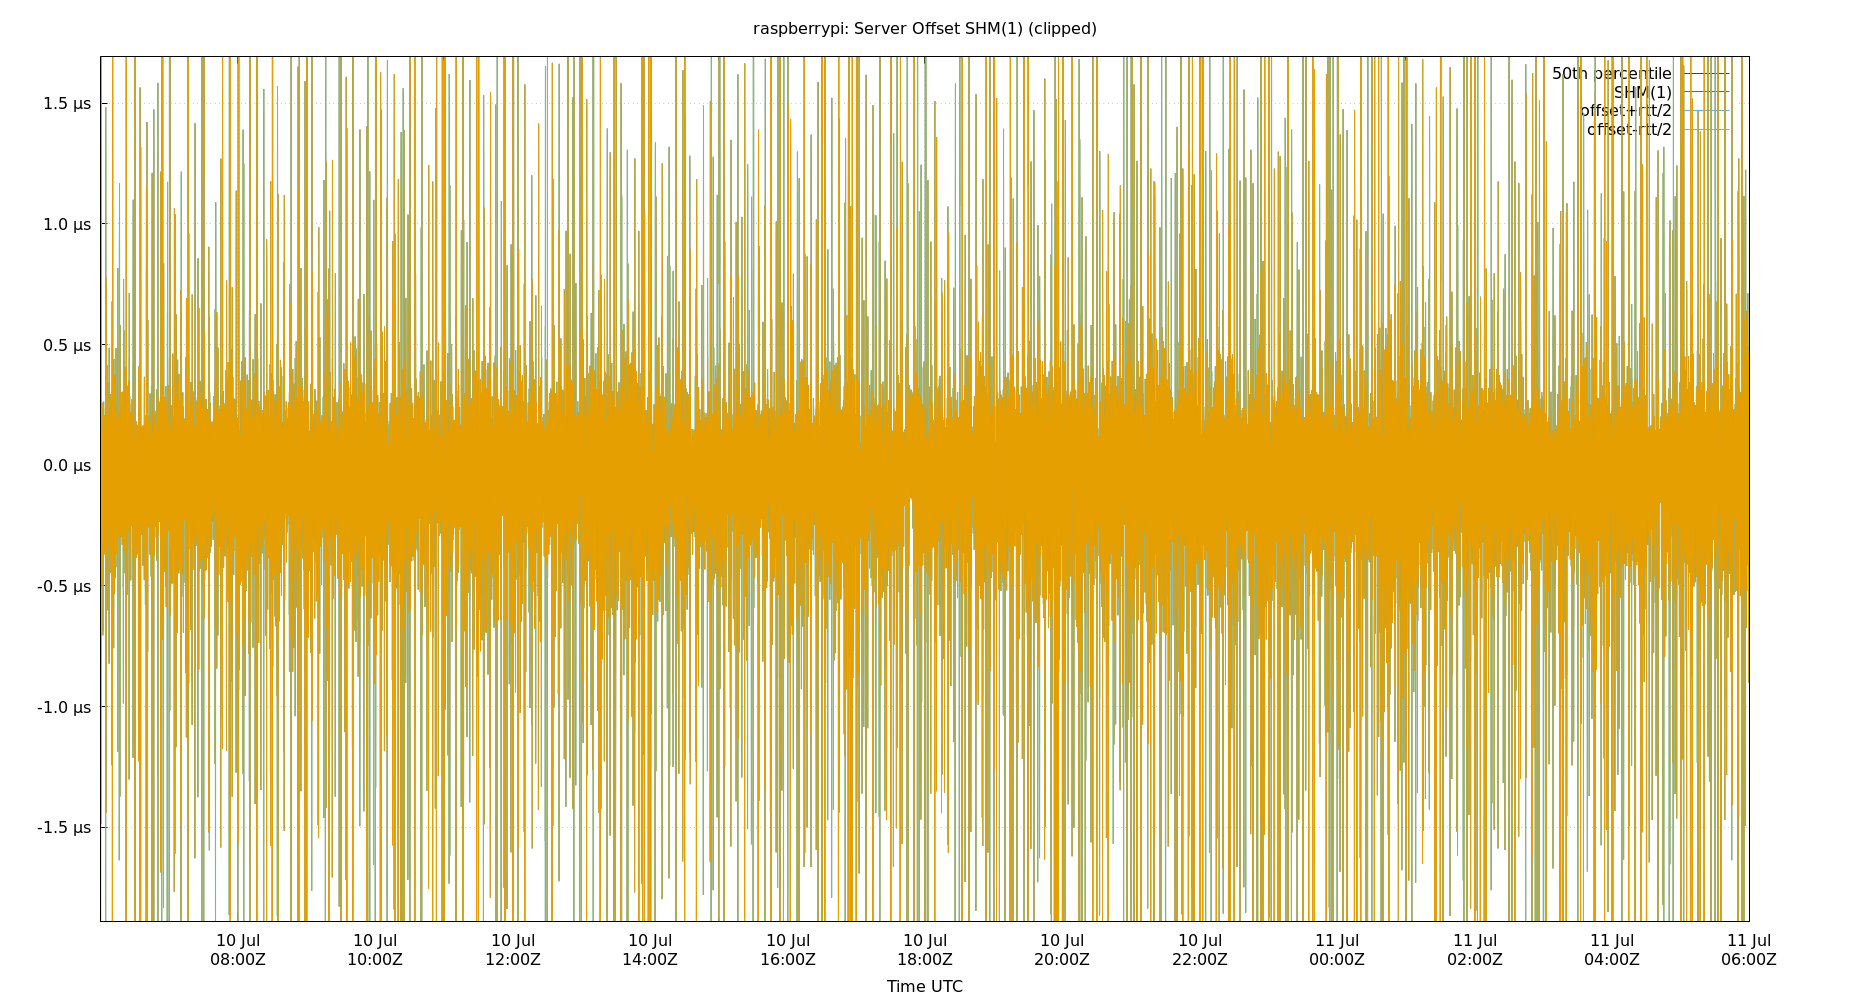 raspberrypi: Server Offset SHM(1) (clipped)
50th percentile
SHM(1)
offset+rtt/2
offset-rtt/2
1.5 µs
1.0 µs
0.5 µs
0.0 µs
-0.5 µs
-1.0 µs
-1.5 µs
10 Jul 10 Jul 10 Jul 10 Jul 10 Jul 10 Jul 10 Jul 10 Jul 11 Jul 11 Jul 11 Jul 11 Jul
08:00Z 10:00Z 12:00Z 14:00Z 16:00Z 18:00Z 20:00Z 22:00Z 00:00Z 02:00Z 04:00Z 06:00Z
Time UTC